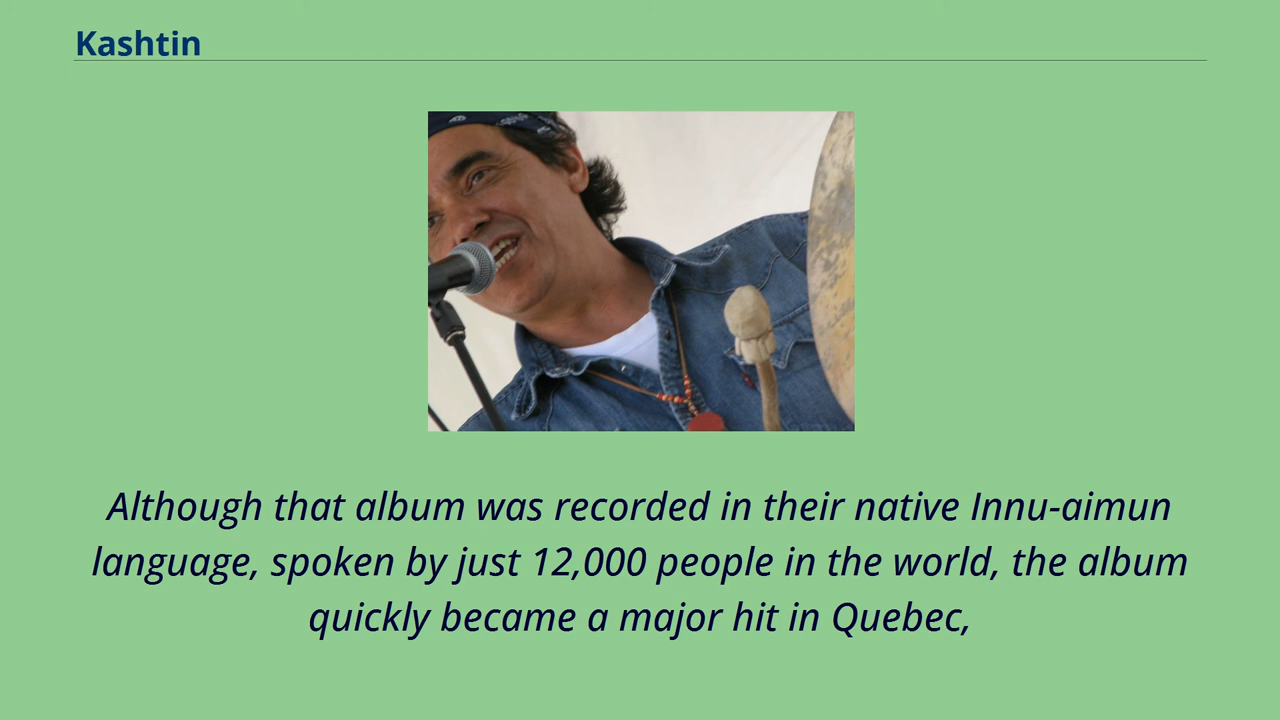 Kashtin
Although that album was recorded in their native Innu-aimun
language, spoken by just 12,000 people in the world, the album
quickly became a major hit in Quebec,